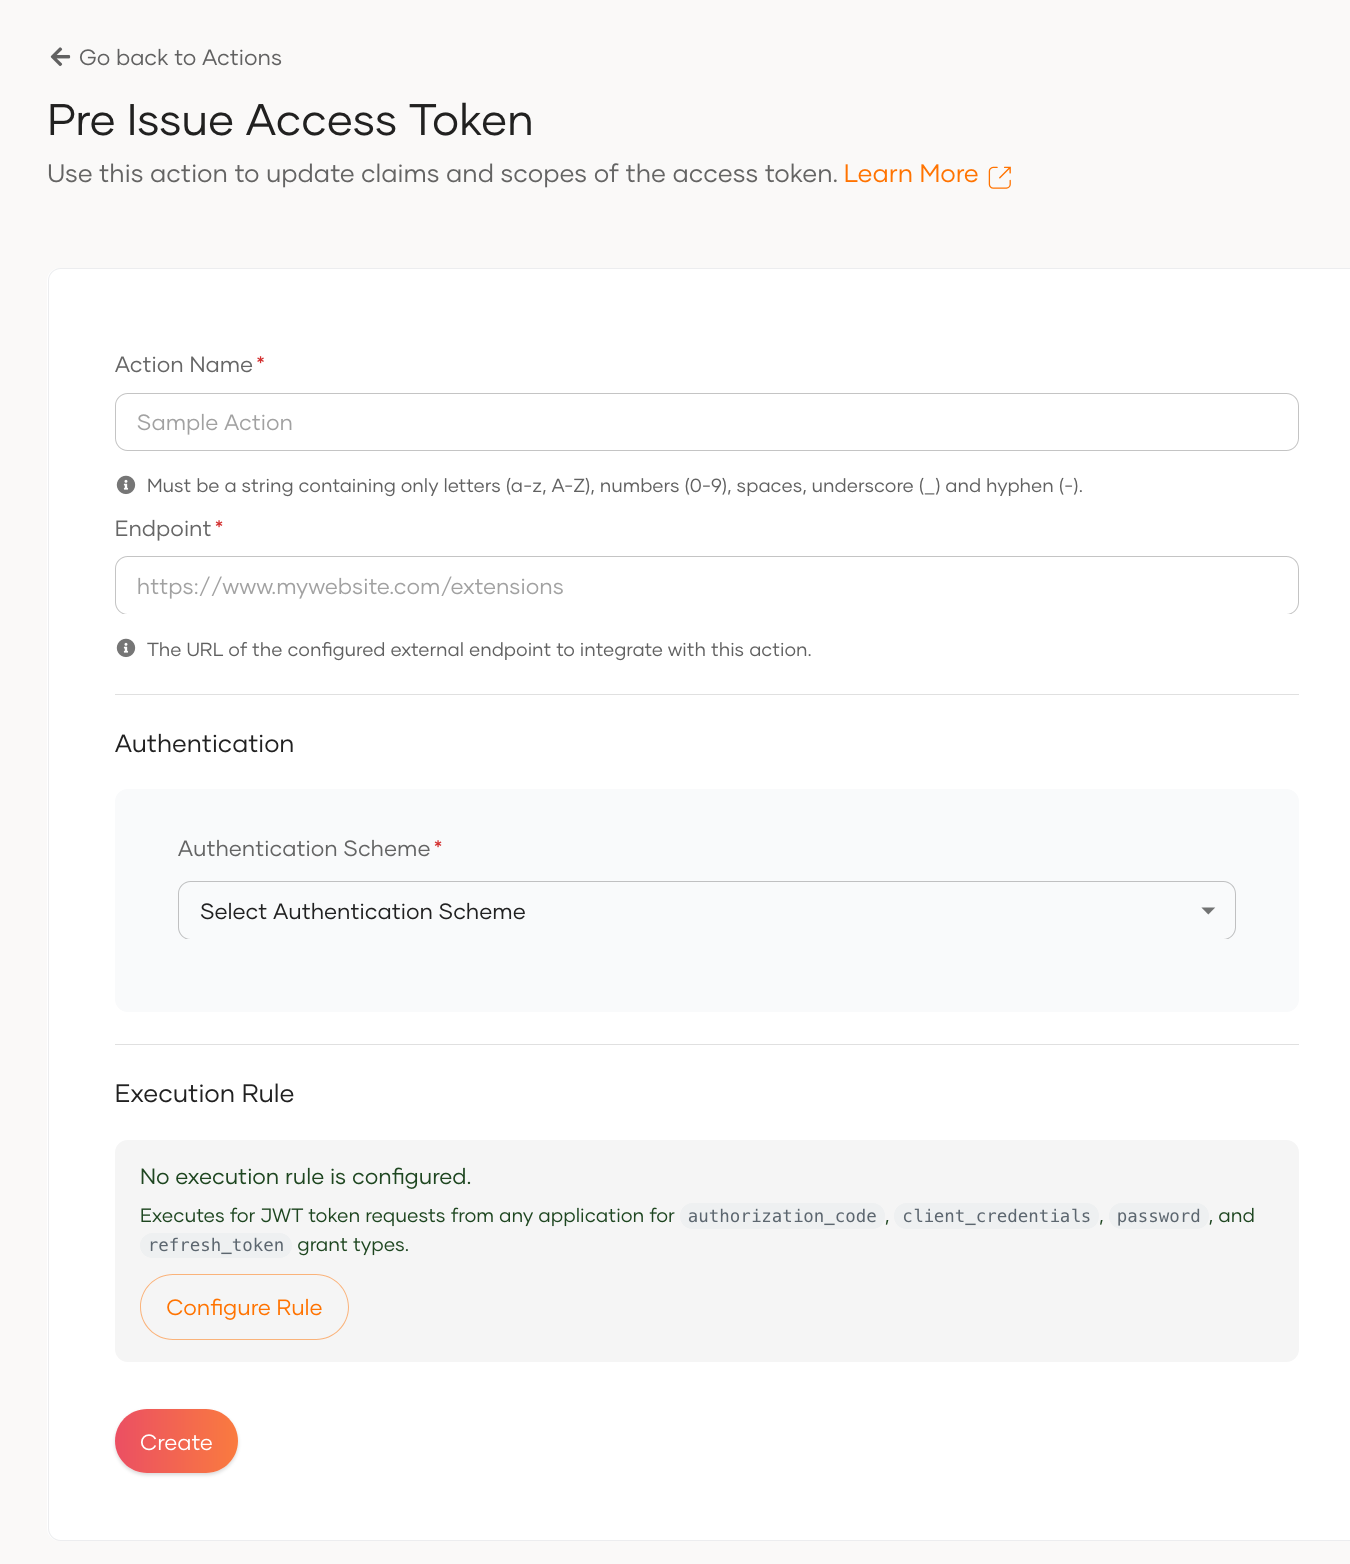 Go back to Actions
Pre Issue Access Token
Use this action to update claims and scopes of the access token. Learn More
Action Name*
Sample Action
Must be a string containing only letters (a-z, A-Z), numbers (0-9), spaces, underscore (_) and hyphen (-).
Endpoint*
https://www.mywebsite.com/extensions
The URL of the configured external endpoint to integrate with this action.
Authentication
Authentication Scheme*
Select Authentication Scheme
Execution Rule
No execution rule is configured.
Executes for JWT token requests from any application for authorization_code, client_credentials, password, and
refresh_token grant types.
Configure Rule
Create